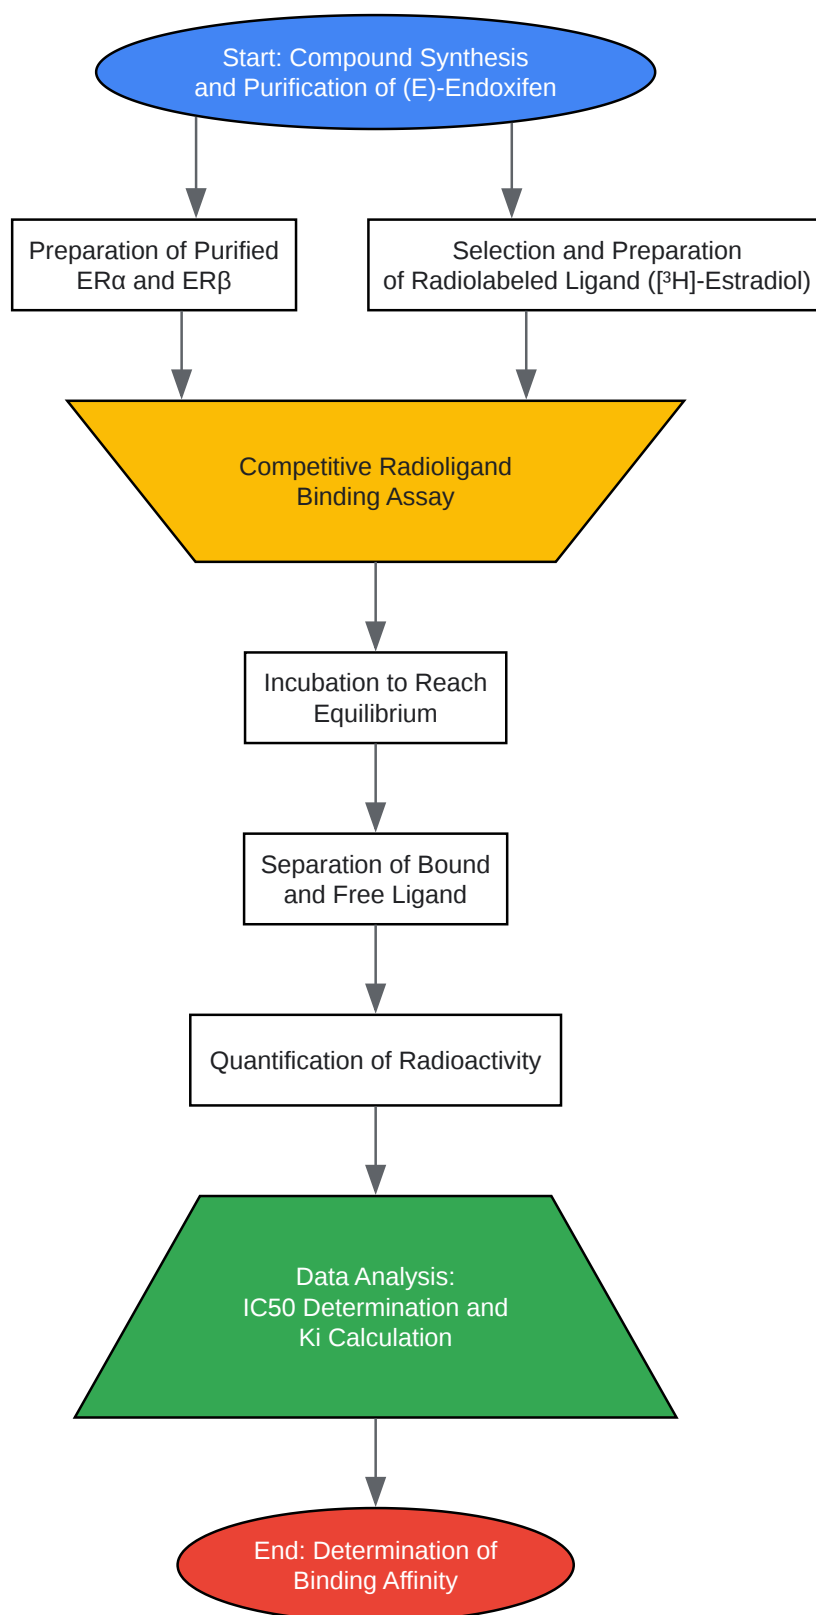 Start: Compound Synthesis
and Purification of (E)-Endoxifen
Preparation of Purified
ERα and ERβ
Selection and Preparation
of Radiolabeled Ligand ([³H]-Estradiol)
Competitive Radioligand
Binding Assay
Incubation to Reach
Equilibrium
Separation of Bound
and Free Ligand
Quantification of Radioactivity
Data Analysis:
IC50 Determination and
Ki Calculation
End: Determination of
Binding Affinity